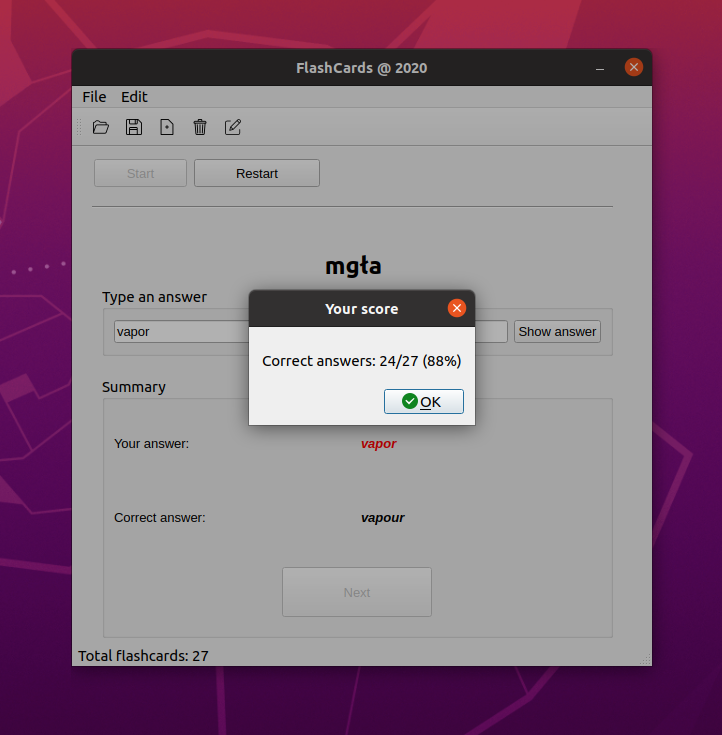 FlashCards @ 2020
File Edit
Start Restart
mgła
Type an answer
vapor Show answer
Your score
Correct answers: 24/27 (88%)
OK
Summary
Your answer: vapor
Correct answer: vapour
Next
Total flashcards: 27